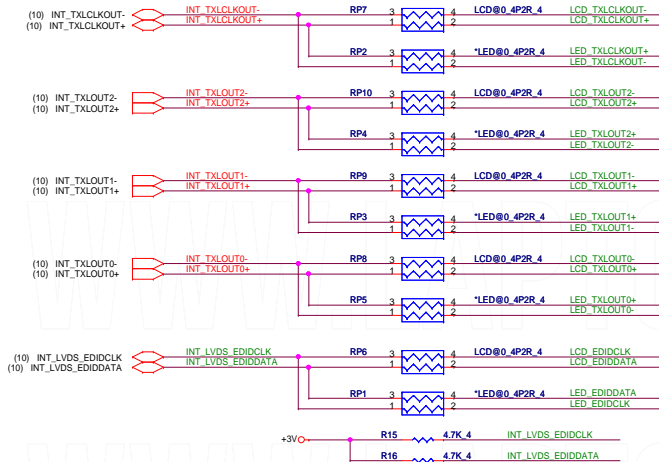 (10) INT_TXLCLKOUT- INT_TXLCLKOUT- RP7 3 4 LCD@0_4P2R_4 LCD_TXLCLKOUT-
(10) INT_TXLCLKOUT+ INT_TXLCLKOUT+ 1 2 LCD_TXLCLKOUT+
RP2 3 4 *LED@0_4P2R_4 LED_TXLCLKOUT+
1 2 LED_TXLCLKOUT-
(10) INT_TXLOUT2- INT_TXLOUT2- RP10 3 4 LCD@0_4P2R_4 LCD_TXLOUT2-
(10) INT_TXLOUT2+ INT_TXLOUT2+ 1 2 LCD_TXLOUT2+
RP4 3 4 *LED@0_4P2R_4 LED_TXLOUT2+
1 2 LED_TXLOUT2-
(10) INT_TXLOUT1- INT_TXLOUT1- RP9 3 4 LCD@0_4P2R_4 LCD_TXLOUT1-
(10) INT_TXLOUT1+ INT_TXLOUT1+ 1 2 LCD_TXLOUT1+
RP3 3 4 *LED@0_4P2R_4 LED_TXLOUT1+
1 2 LED_TXLOUT1-
(10) INT_TXLOUT0- INT_TXLOUT0- RP8 3 4 LCD@0_4P2R_4 LCD_TXLOUT0-
(10) INT_TXLOUT0+ INT_TXLOUT0+ 1 2 LCD_TXLOUT0+
RP5 3 4 *LED@0_4P2R_4 LED_TXLOUT0+
1 2 LED_TXLOUT0-
(10) INT_LVDS_EDIDCLK INT_LVDS_EDIDCLK RP6 3 4 LCD@0_4P2R_4 LCD_EDIDCLK
(10) INT_LVDS_EDIDDATA INT_LVDS_EDIDDATA 1 2 LCD_EDIDDATA
RP1 3 4 *LED@0_4P2R_4 LED_EDIDDATA
1 2 LED_EDIDCLK
+3V R15 4.7K_4 INT_LVDS_EDIDCLK
R16 4.7K_4 INT_LVDS_EDIDDATA